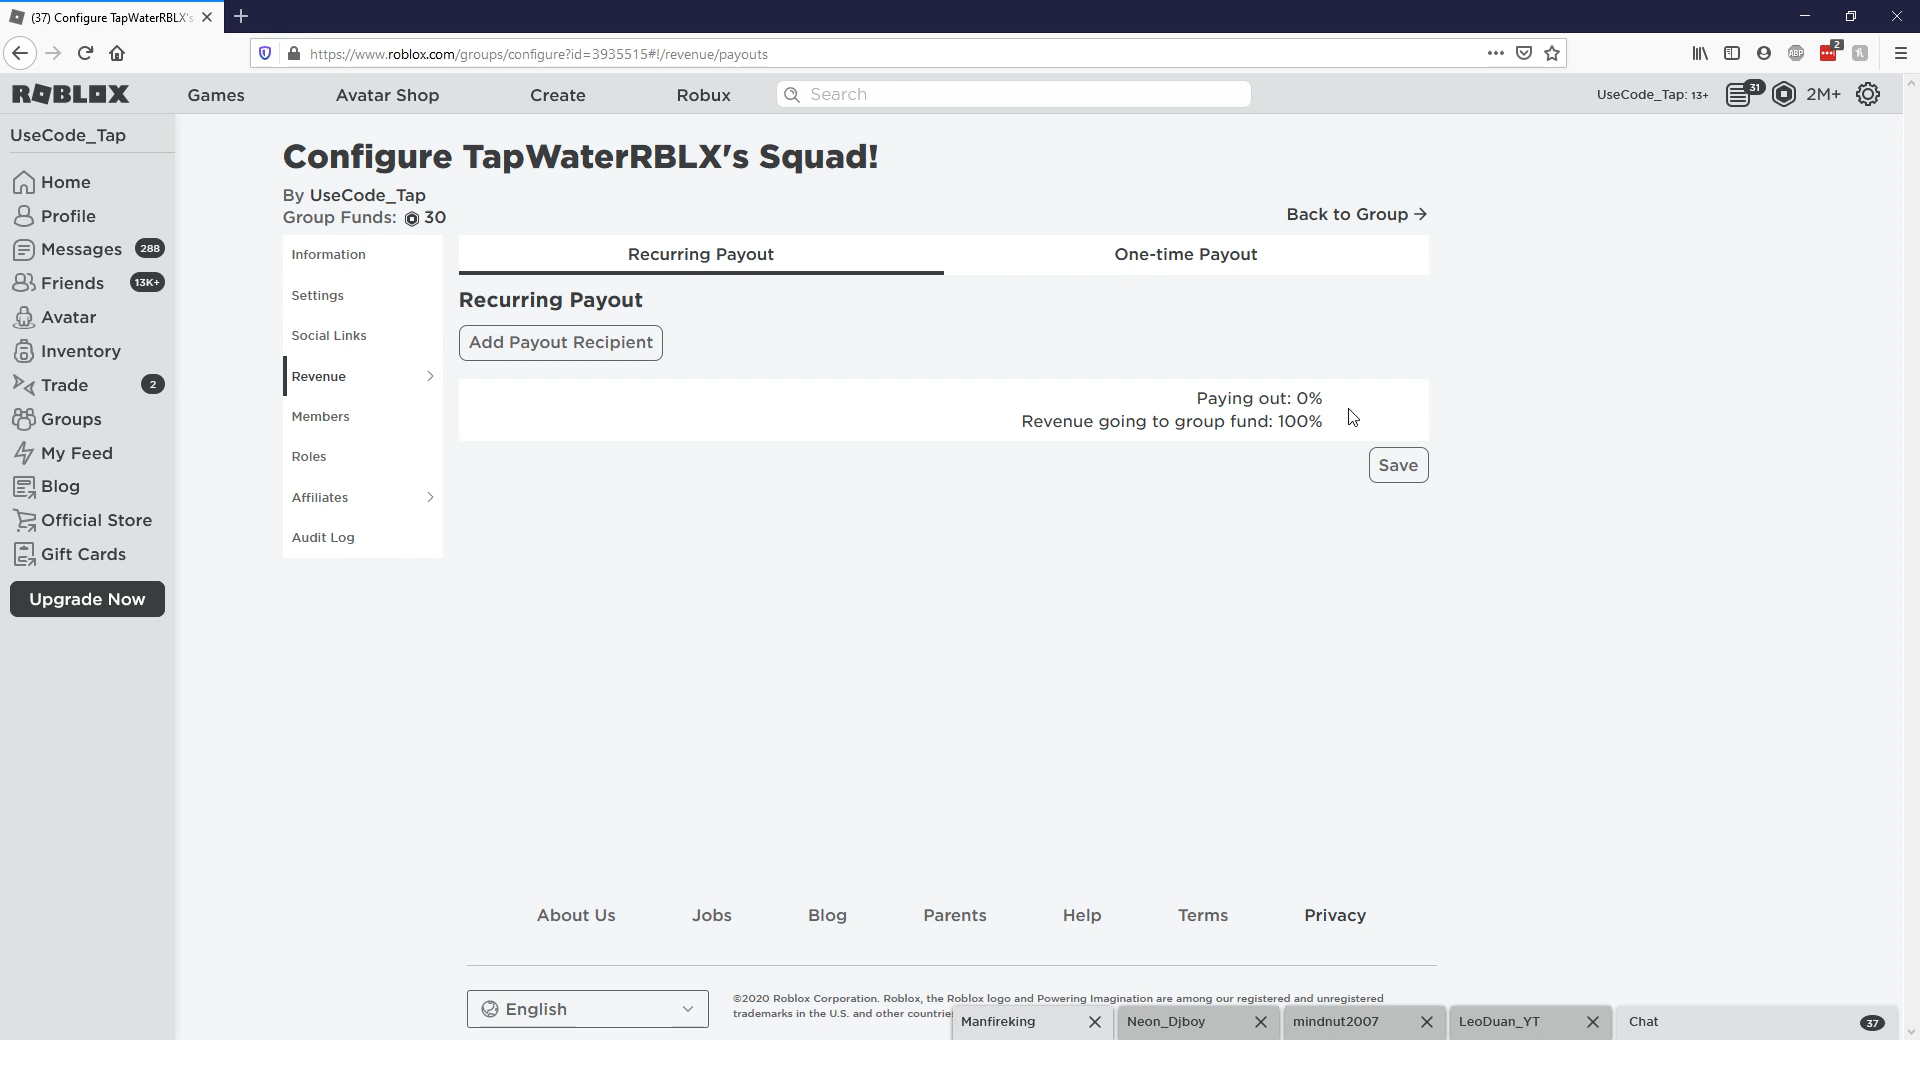 (37) Configure TapWaterRBLX's
https://www.roblox.com/groups/configure?id=3935515#!/revenue/payouts
ABP
2
ROBLOX
Games
Avatar Shop
Create
Robux
Search
UseCode_Tap: 13+
31
2M+
UseCode_Tap
Home
Profile
Messages 288
Friends 13K+
Avatar
Inventory
Trade 2
Groups
My Feed
Blog
Official Store
Gift Cards
Upgrade Now
Configure TapWaterRBLX's Squad!
By UseCode_Tap
Group Funds: 30
Back to Group
Information
Settings
Social Links
Revenue
Members
Roles
Affiliates
Audit Log
Recurring Payout
One-time Payout
Recurring Payout
Add Payout Recipient
Paying out: 0%
Revenue going to group fund: 100%
Save
About Us
Jobs
Blog
Parents
Help
Terms
Privacy
English
©2020 Roblox Corporation. Roblox, the Roblox logo and Powering Imagination are among our registered and unregistered
trademarks in the U.S. and other countrie
Manfireking
Neon_Djboy
mindnut2007
LeoDuan_YT
Chat
37